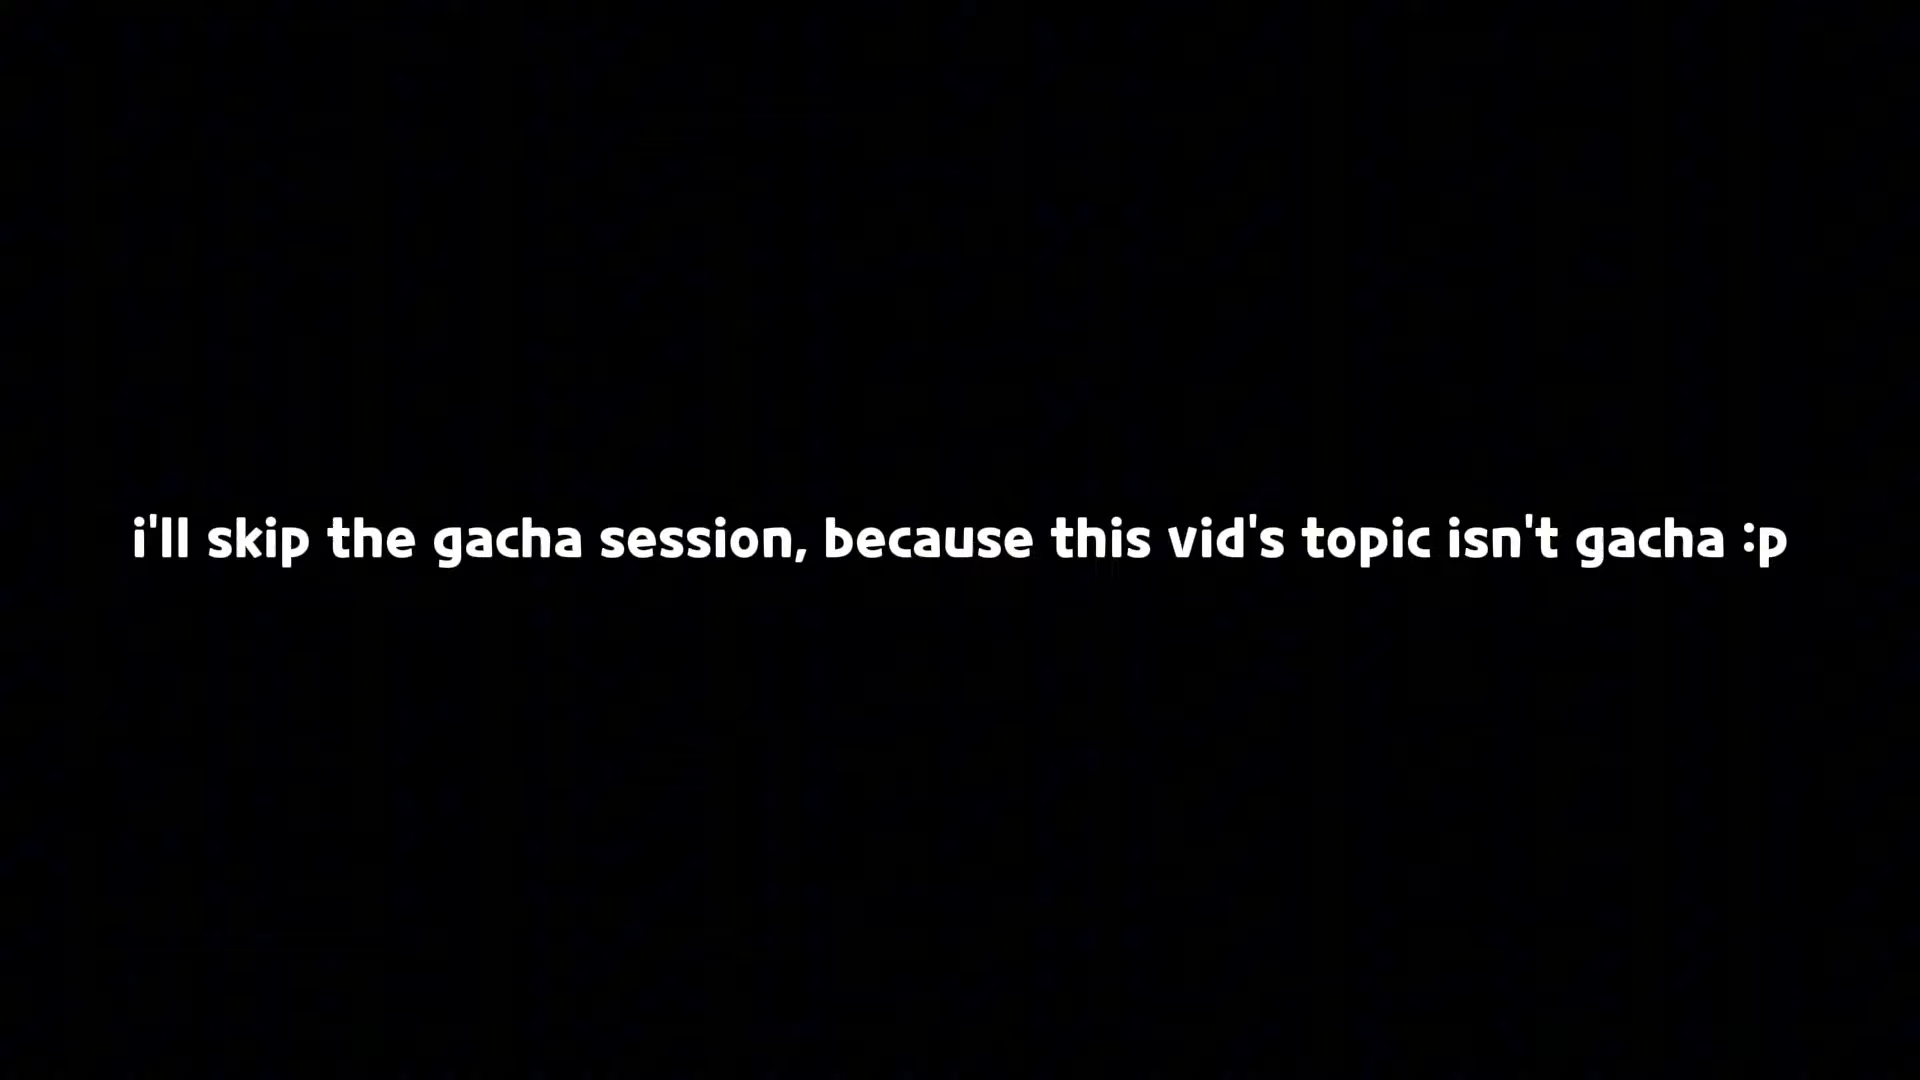 i'll skip the gacha session, because this vid's topic isn't gacha :p